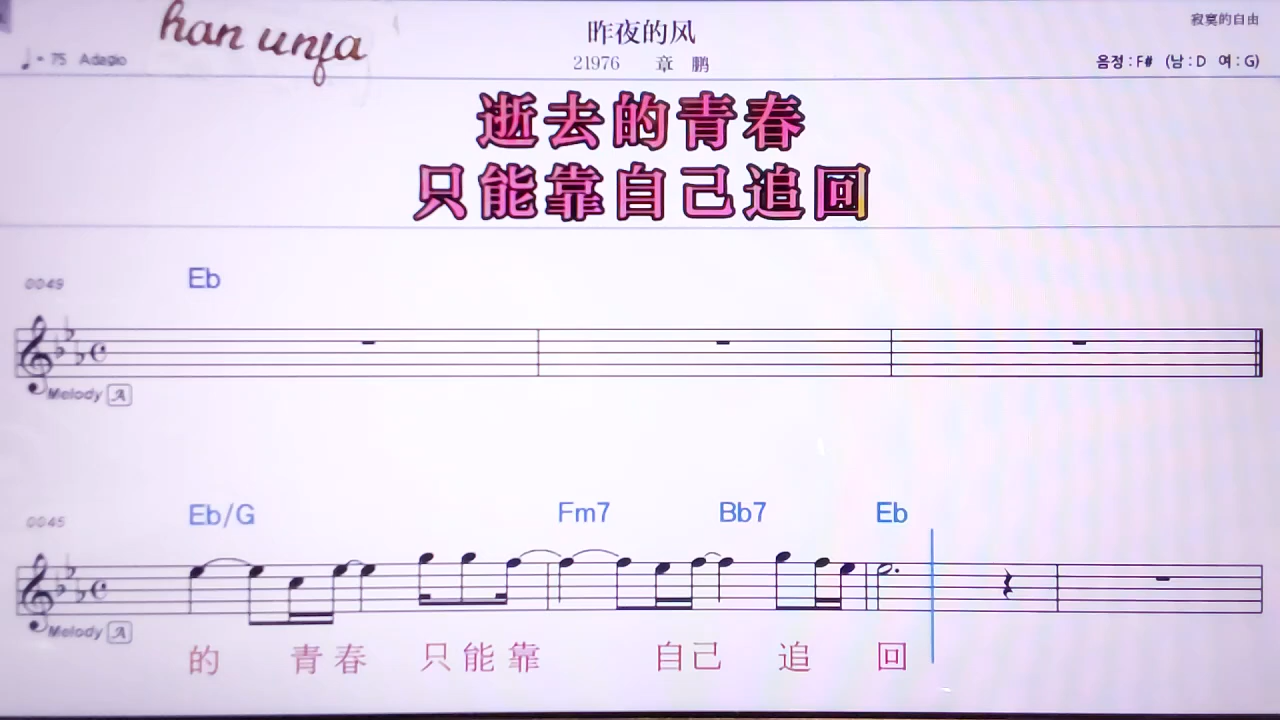 han unja
昨夜的风
寂寞的自由
♩= 75 Adagio
21976 章 鹏
음정 : F# (남 : D 여 : G)
逝去的青春
只能靠自己追回
0049 Eb
Melody A
0045 Eb/G Fm7 Bb7 Eb
Melody A
的 青 春 只 能 靠 自 己 追 回